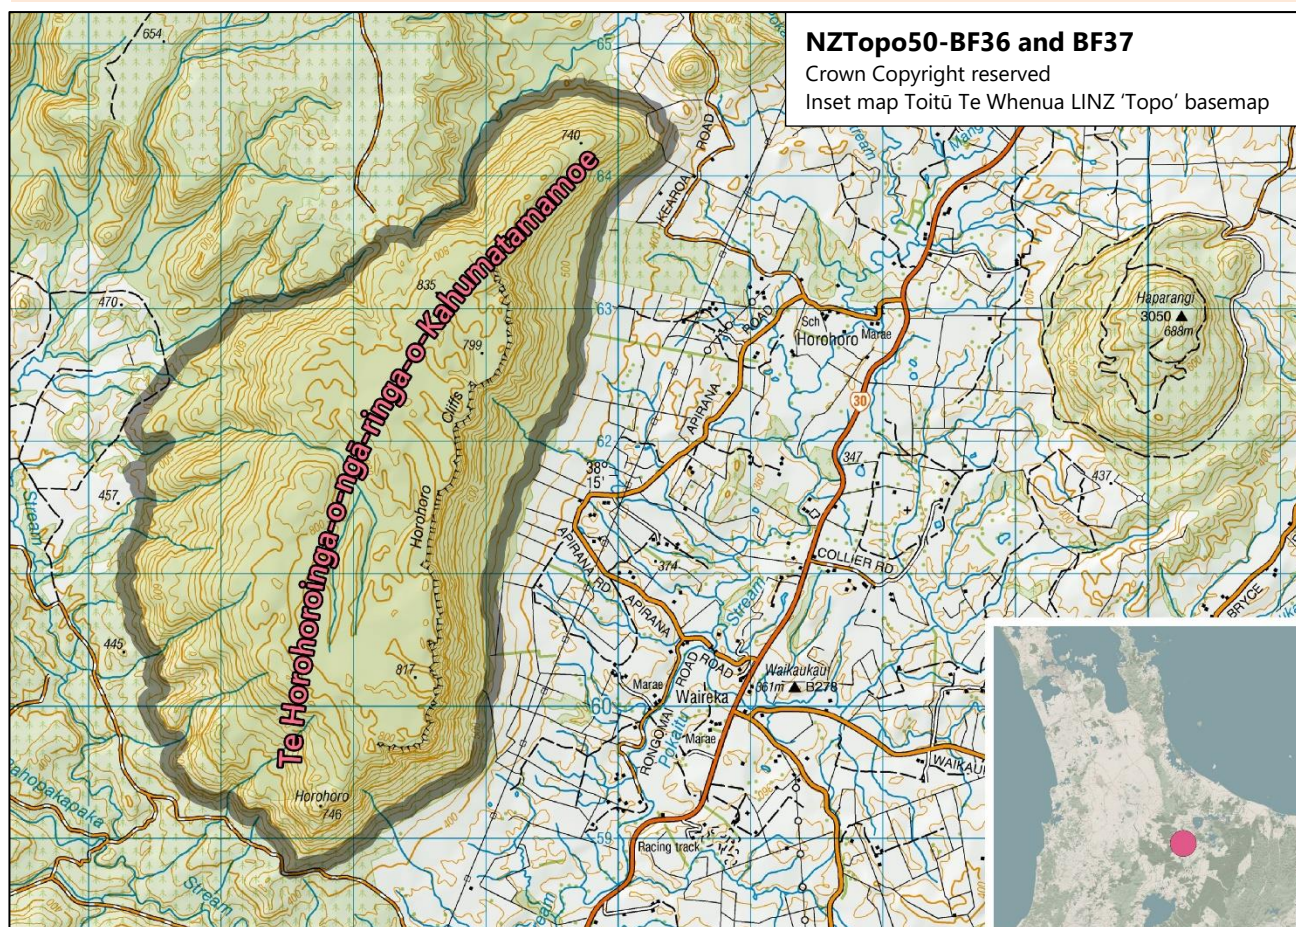 NZTopo50-BF36 and BF37
Crown Copyright reserved
Inset map Toitū Te Whenua LINZ 'Topo' basemap
654
65
740
ROAD
Stream
64
KEAROA
Te Horohoroinga-o-ngā-ringa-o-Kahumatamamoe
835
470
63
Haparangi
3050
688m
Sch
Horohoro
Marae
ROAD
799
Cliffs
30
APIRANA
62
38°
15'
347
437
457
Stream
Horohoro
APIRANA RD
374
COLLIER RD
APIRANA
ROAD
Stream
BRYCE
445
817
ROAD
Waikaukau
361m
B278
Marae
Waireka
60
RONGOMAI
Pokaitu
Marae
Horohoro
746
59
Racing track
Stream
Stream
400
600